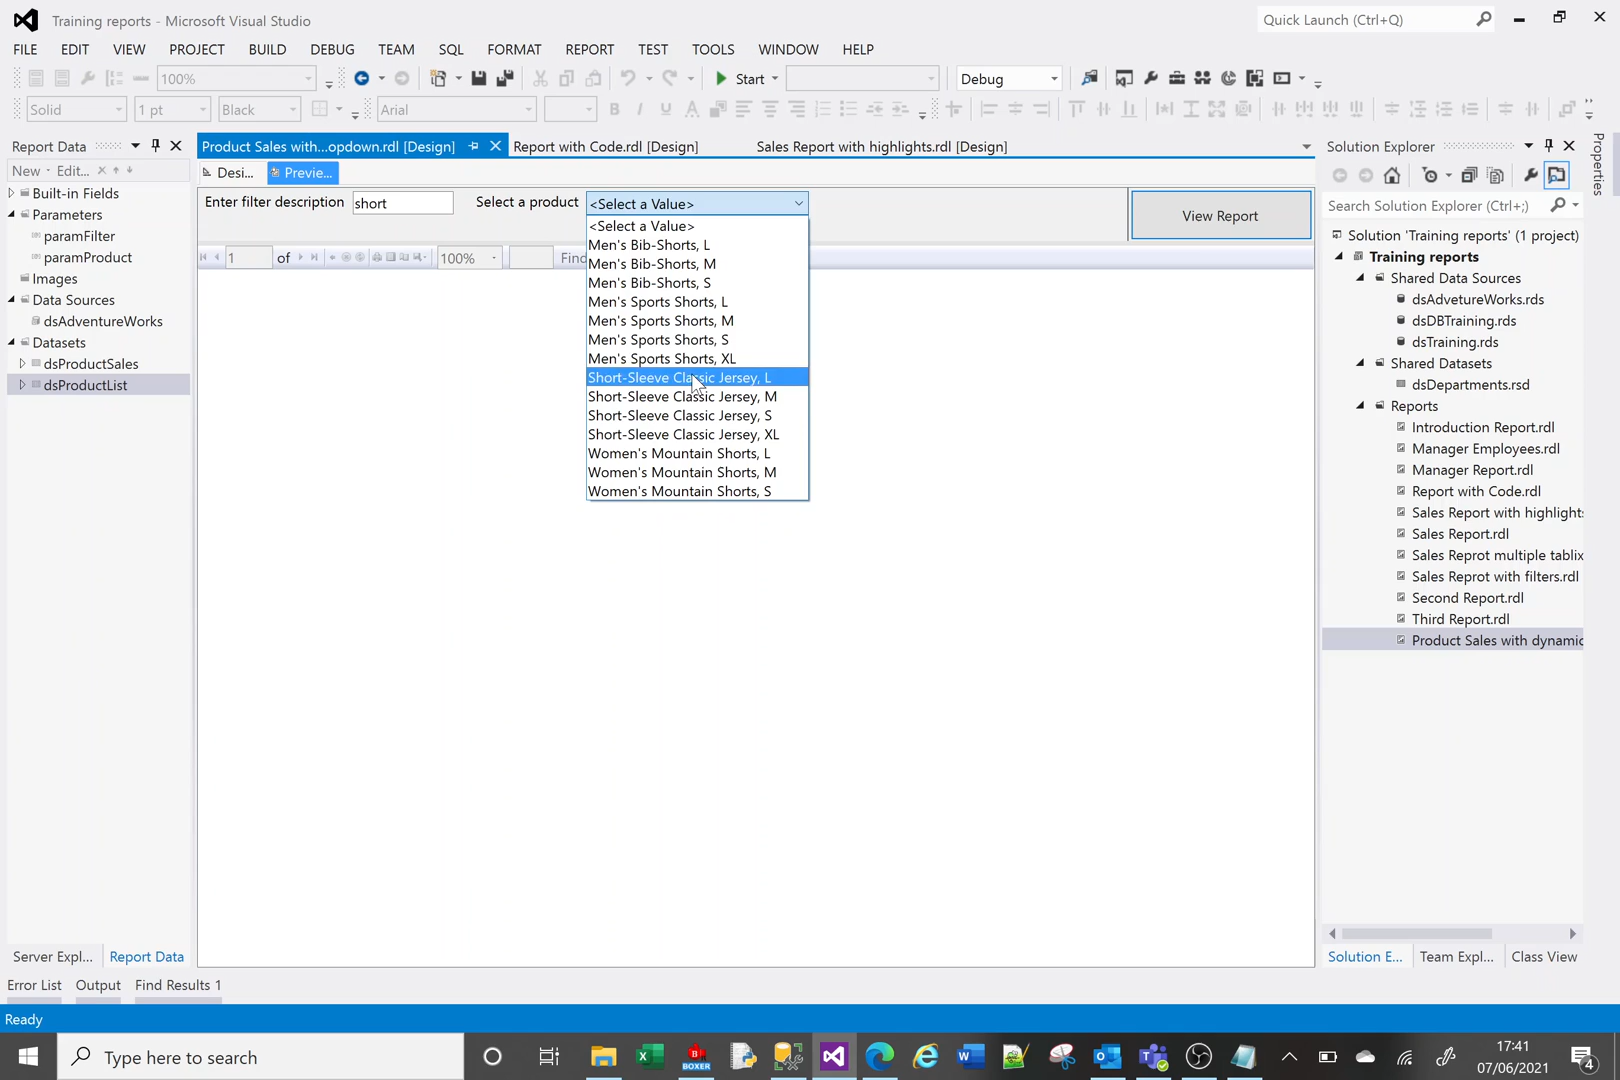 Training reports - Microsoft Visual Studio
Quick Launch (Ctrl+Q)
FILE EDIT VIEW PROJECT BUILD DEBUG TEAM SQL FORMAT REPORT TEST TOOLS WINDOW HELP
100% Start Debug
Solid 1 pt Black Arial B I U A
Report Data
New Edit...
Built-in Fields
Parameters
paramFilter
paramProduct
Images
Data Sources
dsAdventureWorks
Datasets
dsProductSales
dsProductList
Server Expl... Report Data
Product Sales with...opdown.rdl [Design] Report with Code.rdl [Design] Sales Report with highlights.rdl [Design]
Desi... Previe...
Enter filter description short Select a product <Select a Value> View Report
1 of 100% Find
<Select a Value>
Men's Bib-Shorts, L
Men's Bib-Shorts, M
Men's Bib-Shorts, S
Men's Sports Shorts, L
Men's Sports Shorts, M
Men's Sports Shorts, S
Men's Sports Shorts, XL
Short-Sleeve Classic Jersey, L
Short-Sleeve Classic Jersey, M
Short-Sleeve Classic Jersey, S
Short-Sleeve Classic Jersey, XL
Women's Mountain Shorts, L
Women's Mountain Shorts, M
Women's Mountain Shorts, S
Solution Explorer
Search Solution Explorer (Ctrl+;)
Solution 'Training reports' (1 project)
Training reports
Shared Data Sources
dsAdvetureWorks.rds
dsDBTraining.rds
dsTraining.rds
Shared Datasets
dsDepartments.rsd
Reports
Introduction Report.rdl
Manager Employees.rdl
Manager Report.rdl
Report with Code.rdl
Sales Report with highlights
Sales Report.rdl
Sales Reprot multiple tablix
Sales Reprot with filters.rdl
Second Report.rdl
Third Report.rdl
Product Sales with dynamic
Solution E... Team Expl... Class View
Properties
Error List Output Find Results 1
Ready
Type here to search
BOXER
17:41
07/06/2021
4